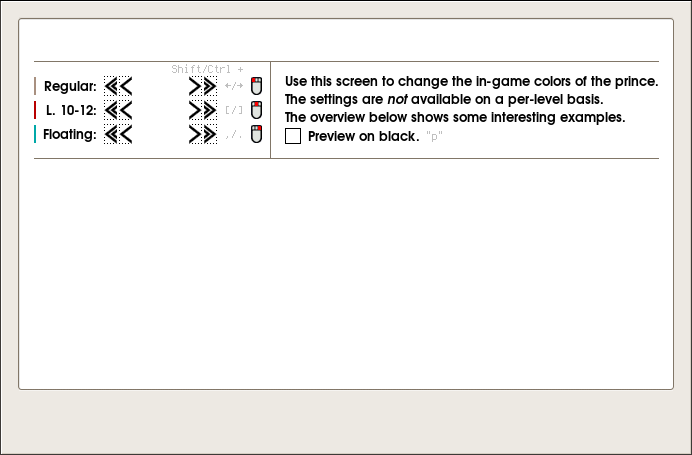 Shift/Ctrl +
Regular: ←/→
L. 10-12: [/]
Floating: ,/.
Use this screen to change the in-game colors of the prince.
The settings are not available on a per-level basis.
The overview below shows some interesting examples.
Preview on black. "p"